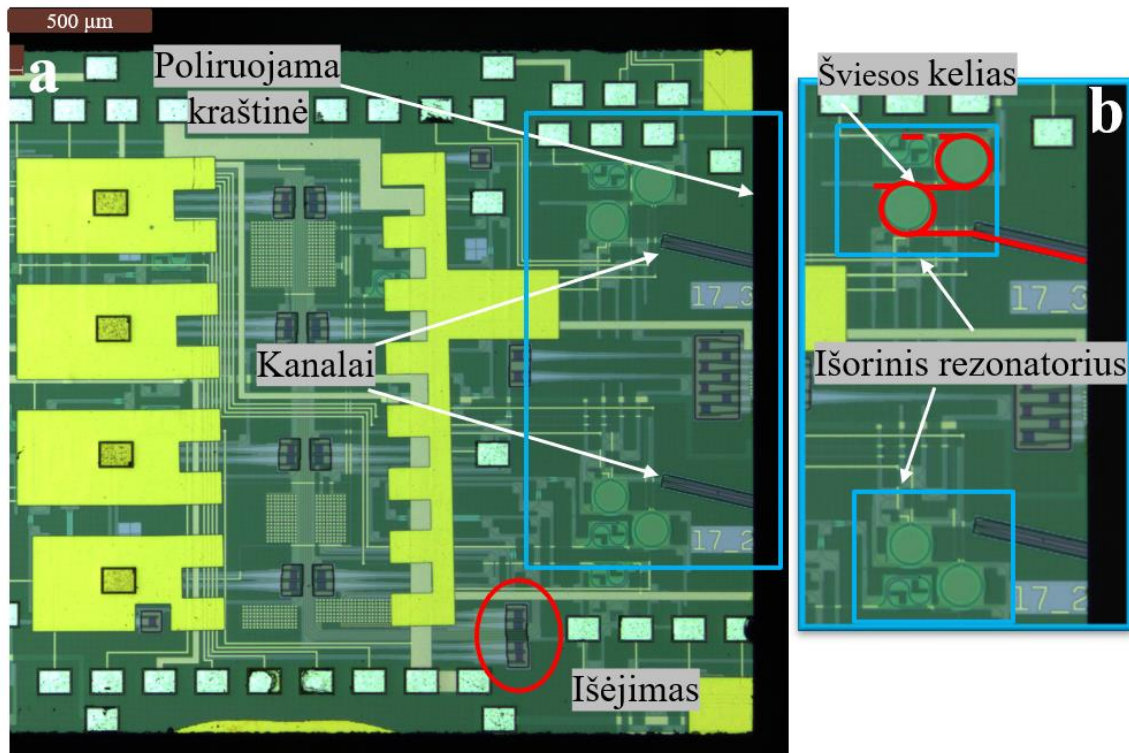 500 µm
a
Poliruojama
kraštinė
Kanalai
Išėjimas
17_3
17_2
b
Šviesos kelias
Išorinis rezonatorius
17_3
17_2